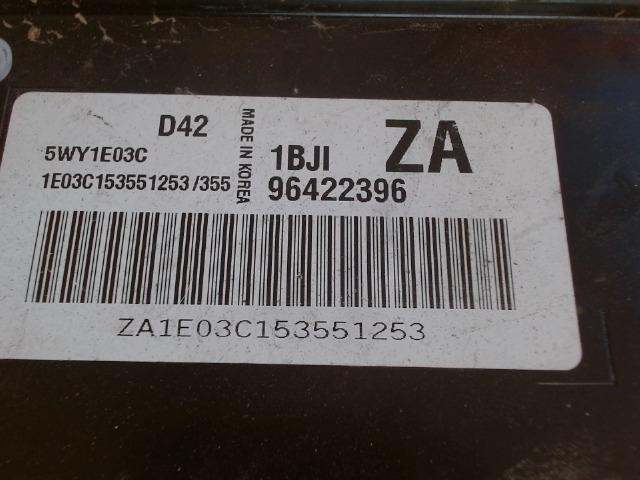 D42
MADE IN KOREA
ZA
5WY1E03C
1BJI
1E03C153551253/355
96422396
ZA1E03C153551253